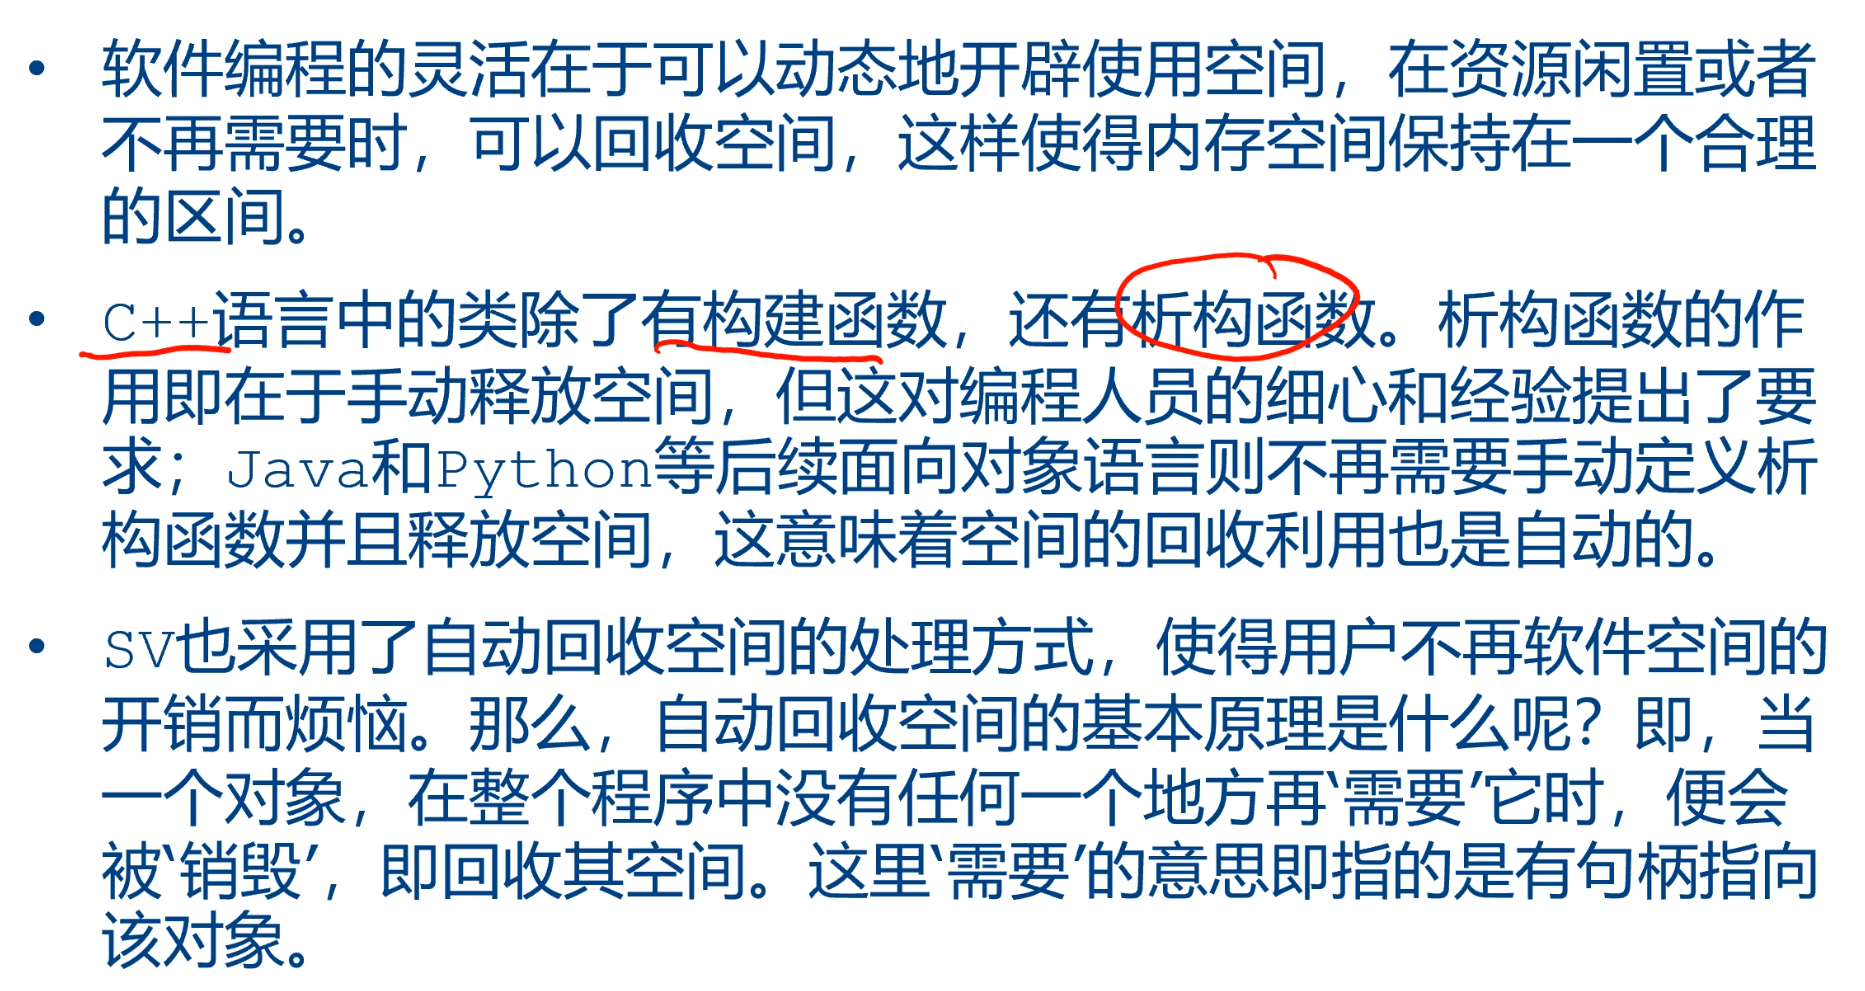 • 软件编程的灵活在于可以动态地开辟使用空间，在资源闲置或者
不再需要时，可以回收空间，这样使得内存空间保持在一个合理
的区间。
• C++语言中的类除了有构建函数，还有析构函数。析构函数的作
用即在于手动释放空间，但这对编程人员的细心和经验提出了要
求；Java和Python等后续面向对象语言则不再需要手动定义析
构函数并且释放空间，这意味着空间的回收利用也是自动的。
• SV也采用了自动回收空间的处理方式，使得用户不再软件空间的
开销而烦恼。那么，自动回收空间的基本原理是什么呢？即，当
一个对象，在整个程序中没有任何一个地方再‘需要’它时，便会
被‘销毁’，即回收其空间。这里‘需要’的意思即指的是有句柄指向
该对象。